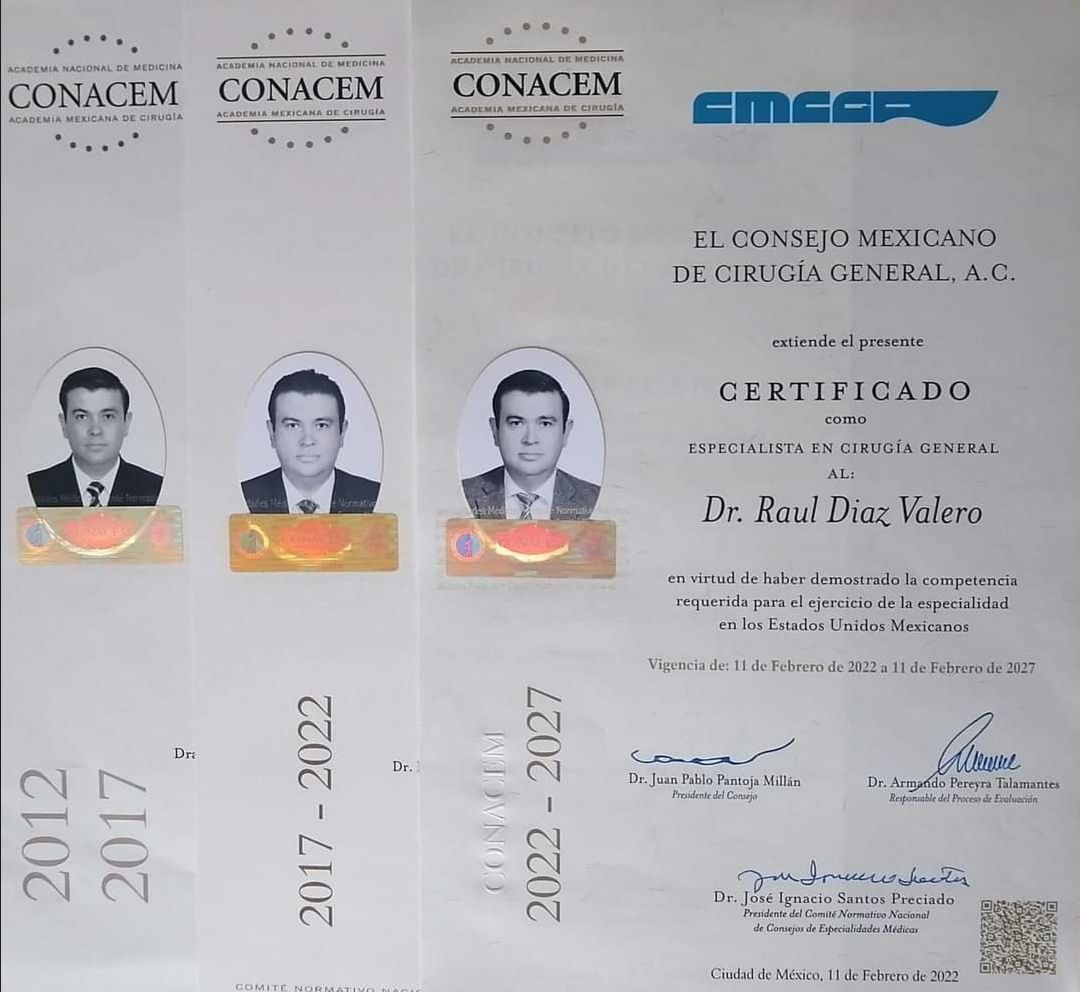 ACADEMIA NACIONAL DE MEDICINA
CONACEM
ACADEMIA MEXICANA DE CIRUGÍA
2012
2017
ACADEMIA NACIONAL DE MEDICINA
CONACEM
ACADEMIA MEXICANA DE CIRUGÍA
Dr.
2017 - 2022
COMITÉ NORMATIVO
ACADEMIA NACIONAL DE MEDICINA
CONACEM
ACADEMIA MEXICANA DE CIRUGÍA
CONACEM
2022 - 2027
CMCG
EL CONSEJO MEXICANO
DE CIRUGÍA GENERAL, A.C.
extiende el presente
CERTIFICADO
como
ESPECIALISTA EN CIRUGÍA GENERAL
AL:
Dr. Raul Diaz Valero
en virtud de haber demostrado la competencia
requerida para el ejercicio de la especialidad
en los Estados Unidos Mexicanos
Vigencia de: 11 de Febrero de 2022 a 11 de Febrero de 2027
Dr. Juan Pablo Pantoja Millán
Presidente del Consejo
Dr. Armando Pereyra Talamantes
Responsable del Proceso de Evaluación
Dr. José Ignacio Santos Preciado
Presidente del Comité Normativo Nacional
de Consejos de Especialidades Médicas
Ciudad de México, 11 de Febrero de 2022